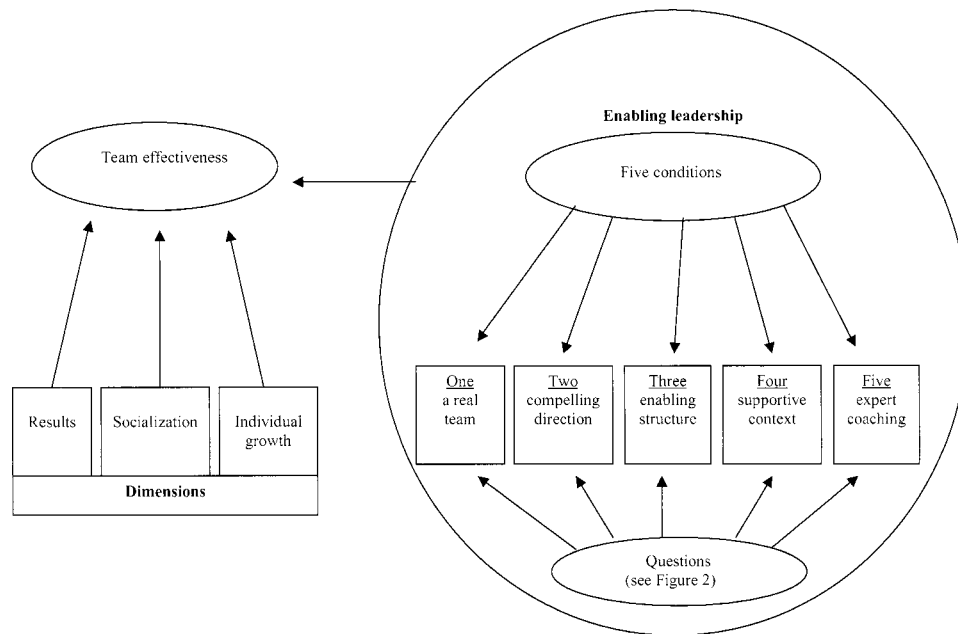 Enabling leadership
Team effectiveness
Five conditions
Results
Socialization
Individual
growth
Dimensions
One
a real
team
Two
compelling
direction
Three
enabling
structure
Four
supportive
context
Five
expert
coaching
Questions
(see Figure 2)